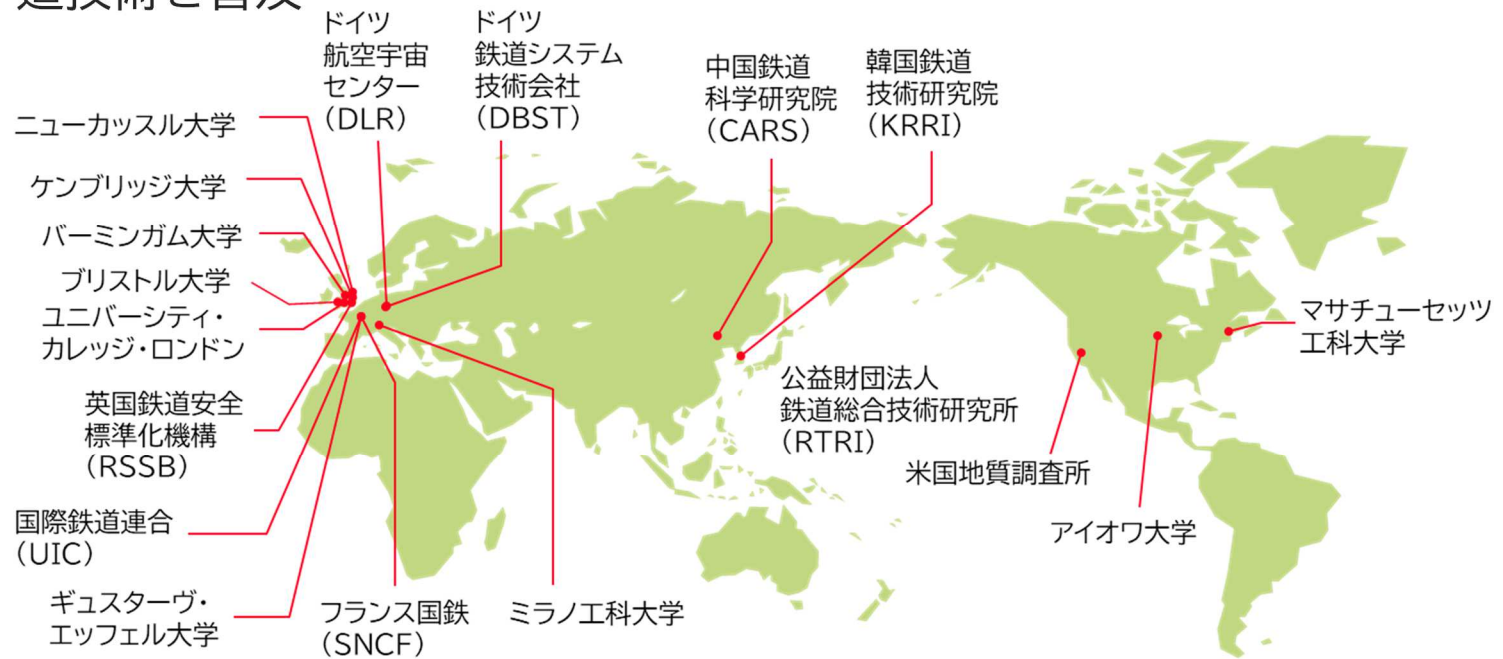 道技術と普及
ドイツ
航空宇宙
センター
（DLR）
ドイツ
鉄道システム
技術会社
（DBST）
中国鉄道
科学研究院
（CARS）
韓国鉄道
技術研究院
（KRRI）
ニューカッスル大学
ケンブリッジ大学
バーミンガム大学
ブリストル大学
ユニバーシティ・
カレッジ・ロンドン
英国鉄道安全
標準化機構
（RSSB）
国際鉄道連合
（UIC）
ギュスターヴ・
エッフェル大学
フランス国鉄
（SNCF）
ミラノ工科大学
公益財団法人
鉄道総合技術研究所
（RTRI）
米国地質調査所
アイオワ大学
マサチューセッツ
工科大学